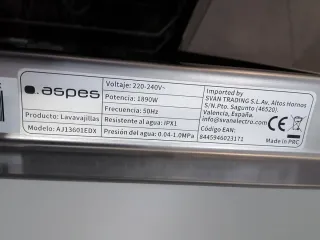 aspes
Producto: Lavavajillas
Modelo: AJ13601EDX
Voltaje: 220-240V~
Potencia: 1890W
Frecuencia: 50Hz
Resistente al agua: IPX1
Presión del agua: 0.04-1.0MPa
Imported by
SVAN TRADING S.L.Av, Altos Hornos
S/N.Pto. Sagunto (46520).
Valencia, España.
info@svanelectro.com
Código EAN:
8445946023171
CE
Made in PRC